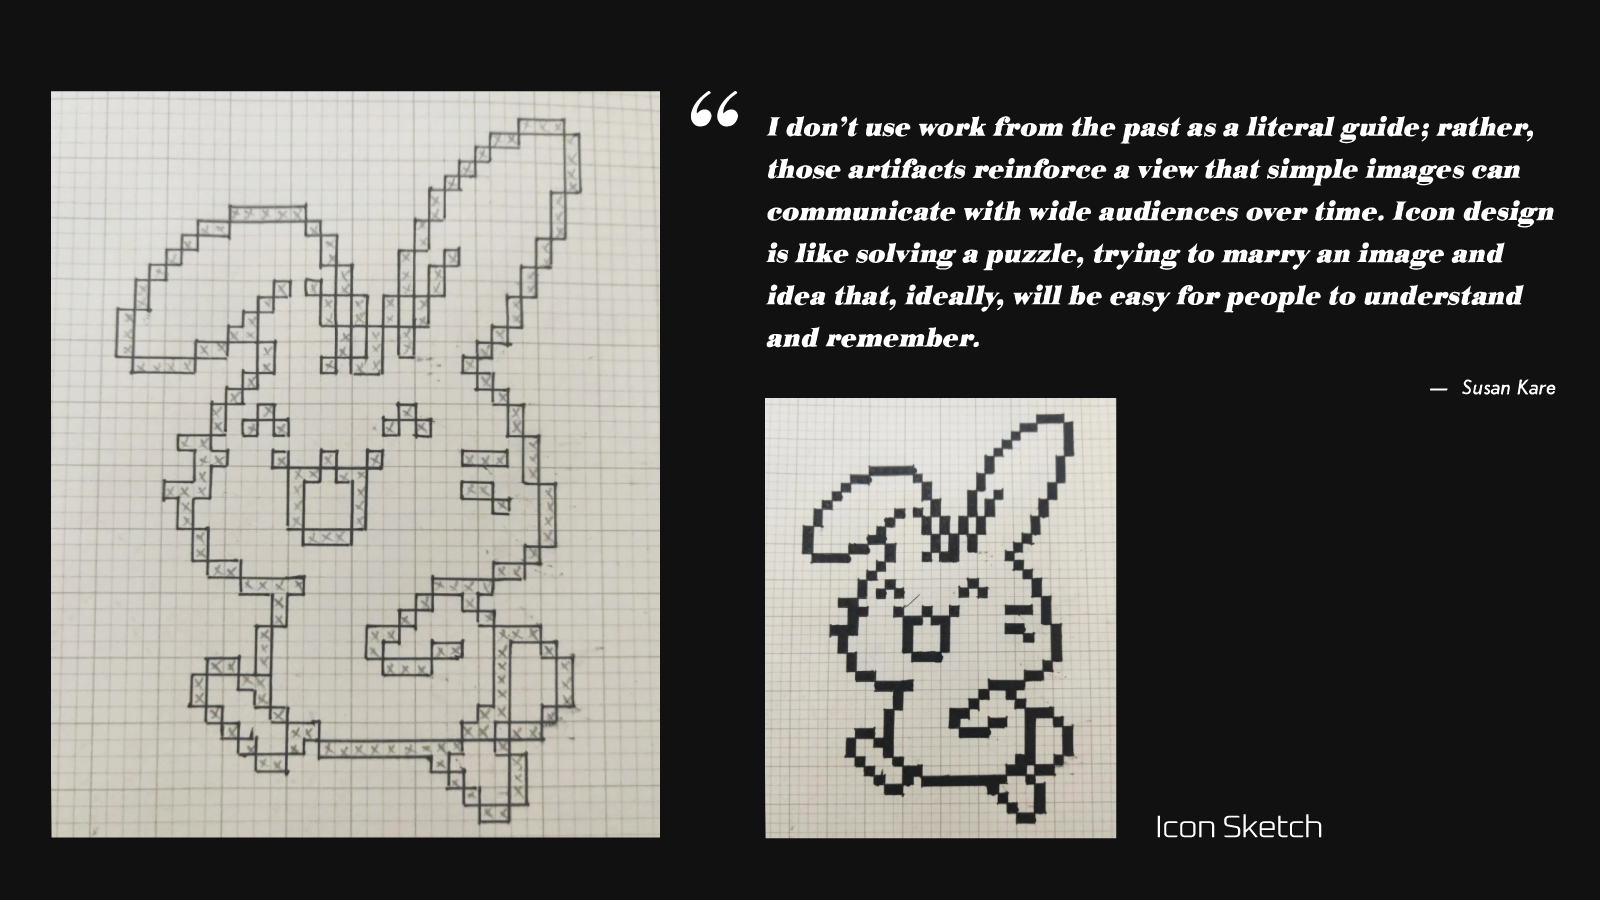 “ I don’t use work from the past as a literal guide; rather,
those artifacts reinforce a view that simple images can
communicate with wide audiences over time. Icon design
is like solving a puzzle, trying to marry an image and
idea that, ideally, will be easy for people to understand
and remember.
— Susan Kare
Icon Sketch